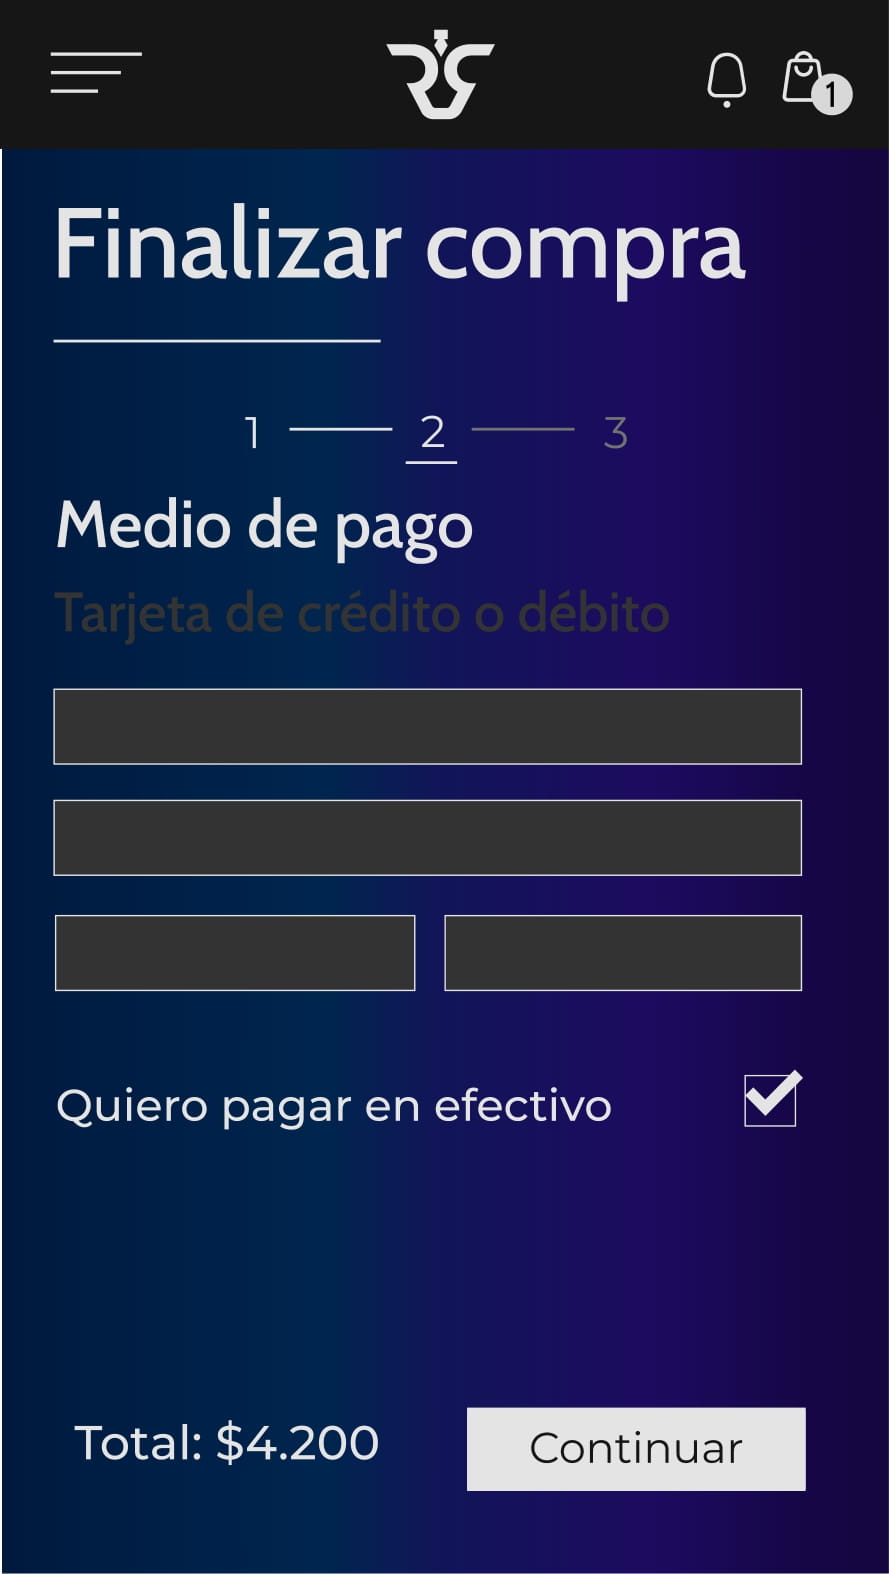 1
Finalizar compra
1 2 3
Medio de pago
Tarjeta de crédito o débito
Quiero pagar en efectivo
Total: $4.200
Continuar